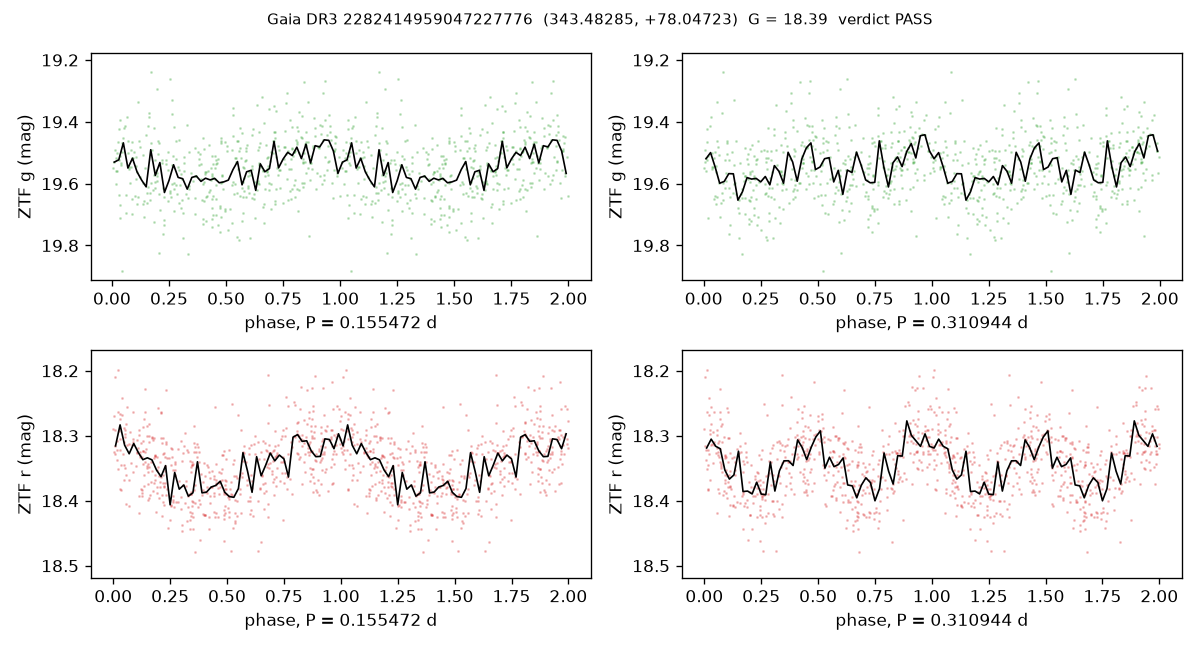 Gaia DR3 2282414959047227776  (343.48285, +78.04723)  G = 18.39  verdict PASS
ZTF g (mag)
19.2
19.4
19.6
19.8
0.00 0.25 0.50 0.75 1.00 1.25 1.50 1.75 2.00
phase, P = 0.155472 d
ZTF g (mag)
19.2
19.4
19.6
19.8
0.00 0.25 0.50 0.75 1.00 1.25 1.50 1.75 2.00
phase, P = 0.310944 d
ZTF r (mag)
18.2
18.3
18.4
18.5
0.00 0.25 0.50 0.75 1.00 1.25 1.50 1.75 2.00
phase, P = 0.155472 d
ZTF r (mag)
18.2
18.3
18.4
18.5
0.00 0.25 0.50 0.75 1.00 1.25 1.50 1.75 2.00
phase, P = 0.310944 d